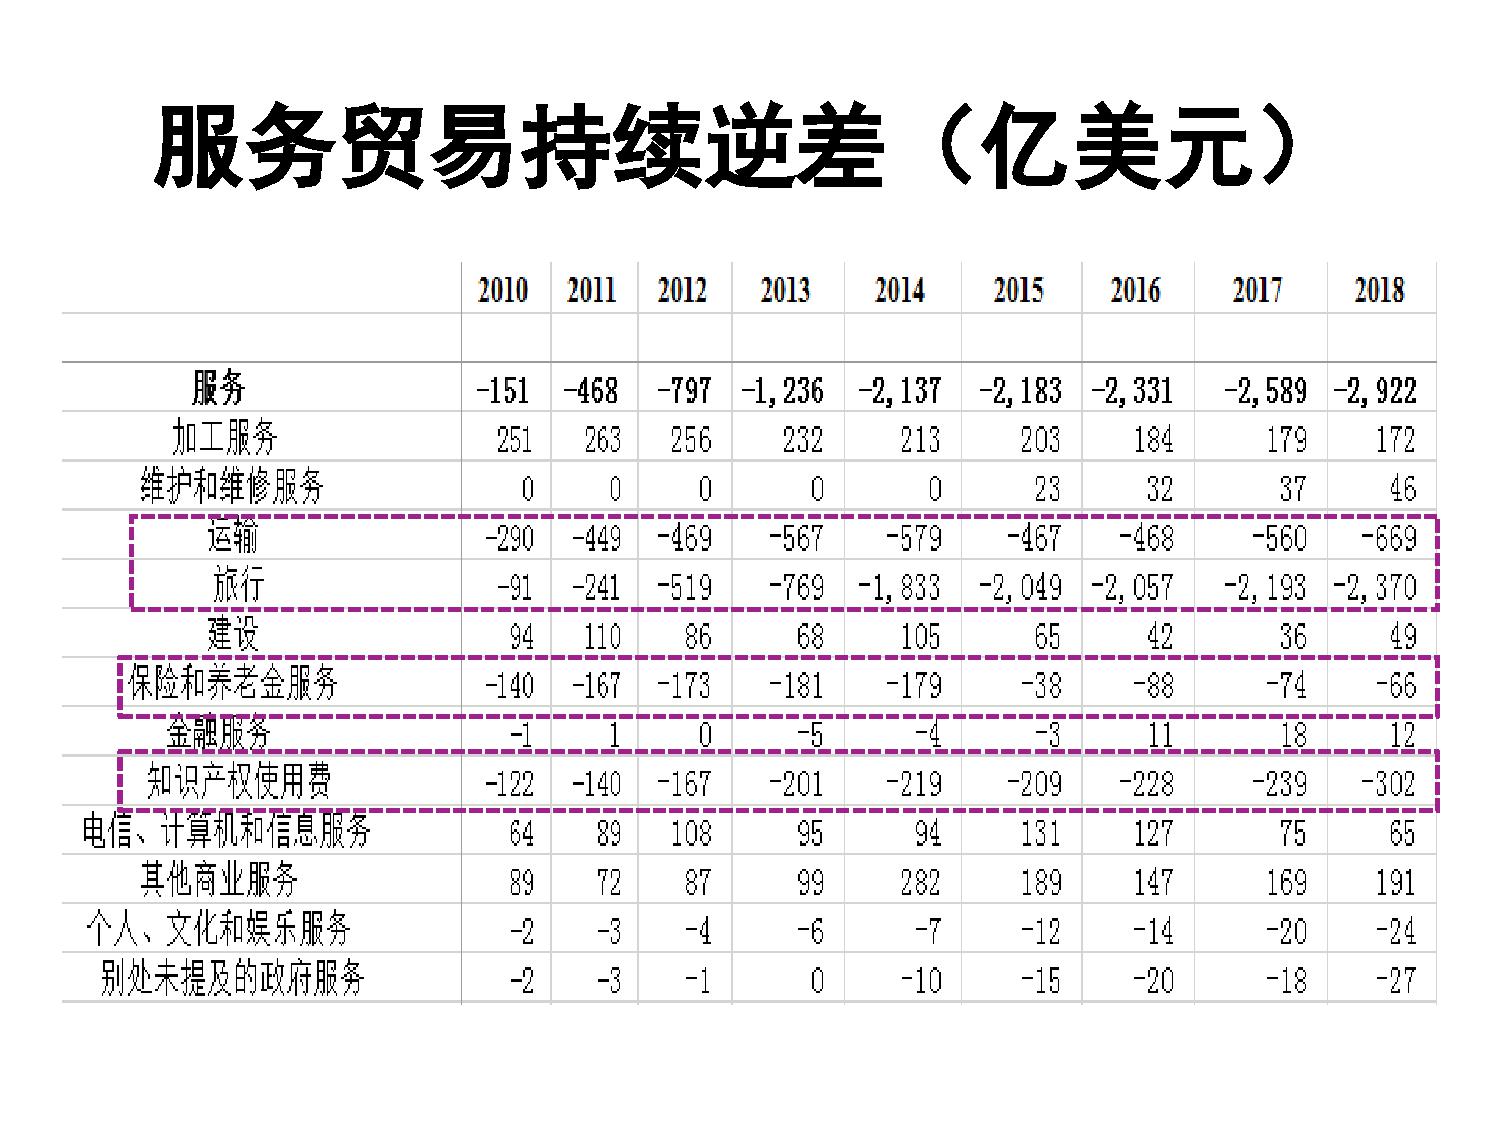 服务贸易持续逆差（亿美元）
2010 2011 2012 2013 2014 2015 2016 2017 2018
服务 -151 -468 -797 -1,236 -2,137 -2,183 -2,331 -2,589 -2,922
加工服务 251 263 256 232 213 203 184 179 172
维护和维修服务 0 0 0 0 0 23 32 37 46
运输 -290 -449 -469 -567 -579 -467 -468 -560 -669
旅行 -91 -241 -519 -769 -1,833 -2,049 -2,057 -2,193 -2,370
建设 94 110 86 68 105 65 42 36 49
保险和养老金服务 -140 -167 -173 -181 -179 -38 -88 -74 -66
金融服务 -1 1 0 -5 -4 -3 11 18 12
知识产权使用费 -122 -140 -167 -201 -219 -209 -228 -239 -302
电信、计算机和信息服务 64 89 108 95 94 131 127 75 65
其他商业服务 89 72 87 99 282 189 147 169 191
个人、文化和娱乐服务 -2 -3 -4 -6 -7 -12 -14 -20 -24
别处未提及的政府服务 -2 -3 -1 0 -10 -15 -20 -18 -27